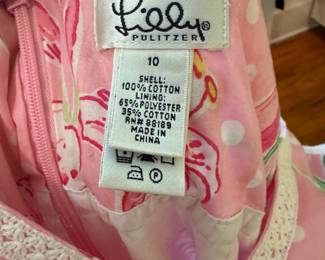 Lilly®
PULITZER
10
SHELL:
100% COTTON
LINING:
65% POLYESTER
35% COTTON
RN# 88189
MADE IN
CHINA
P